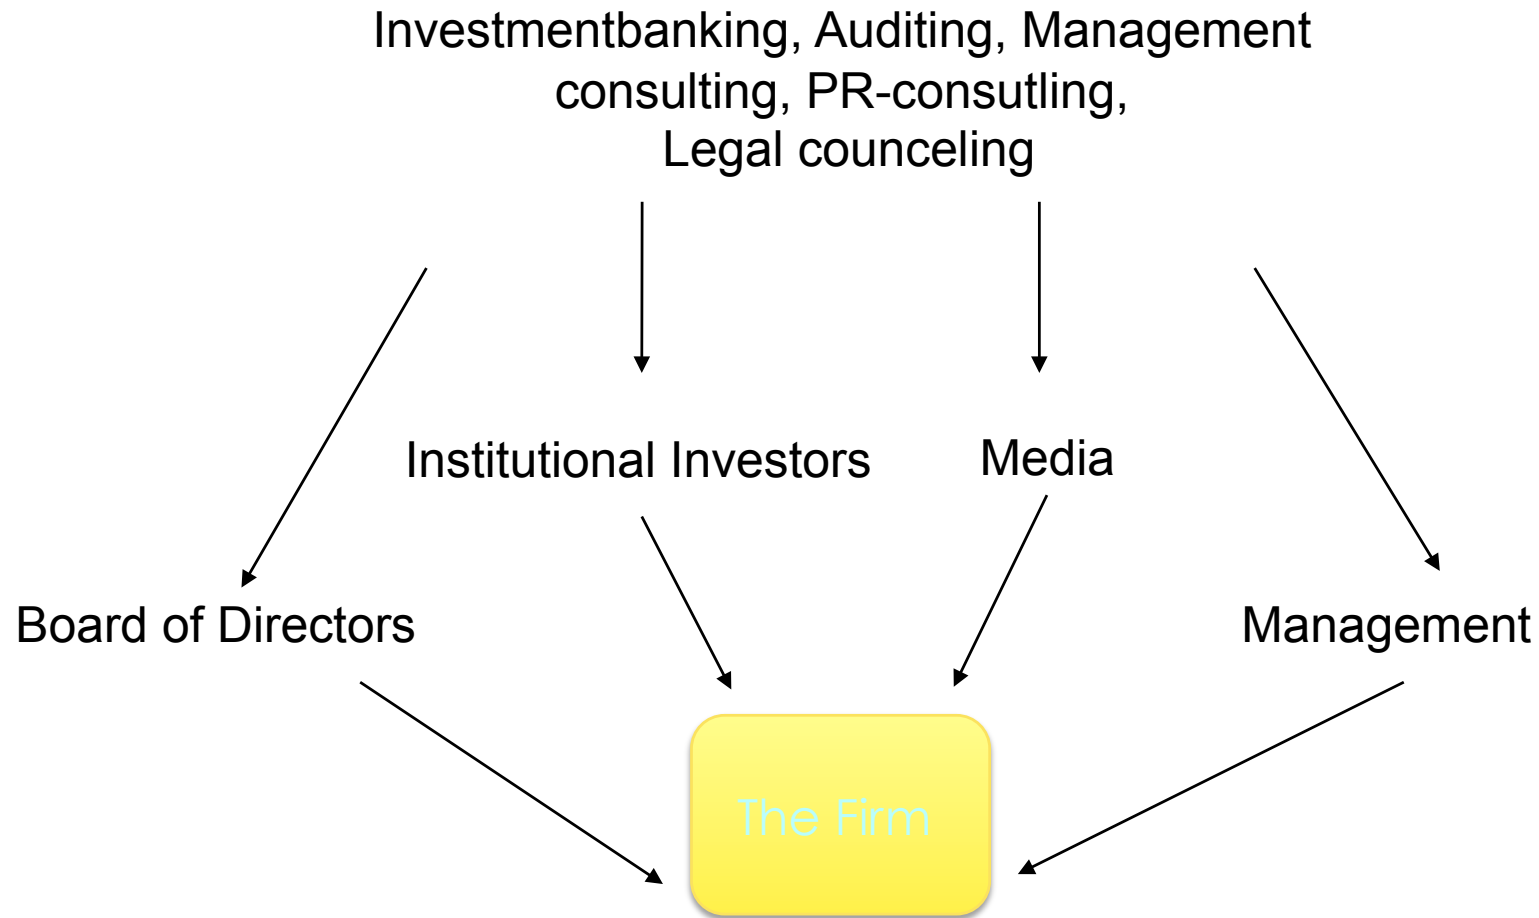 Investmentbanking, Auditing, Management
consulting, PR-consutling,
Legal counceling
Institutional Investors
Media
Board of Directors
Management
The Firm